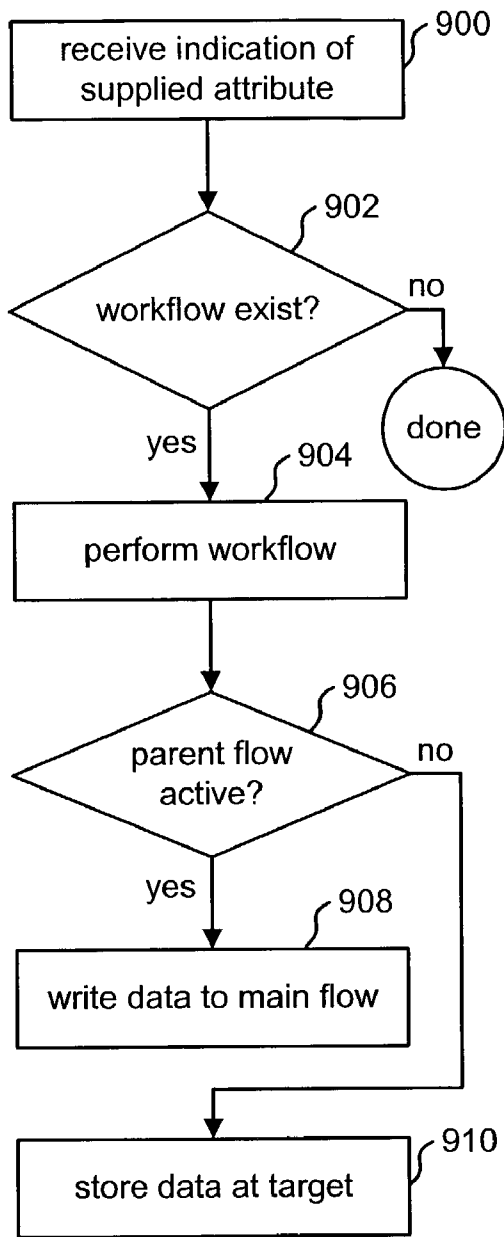 900
receive indication of
supplied attribute
902
workflow exist?
no
done
yes
904
perform workflow
906
parent flow
active?
no
yes
908
write data to main flow
910
store data at target